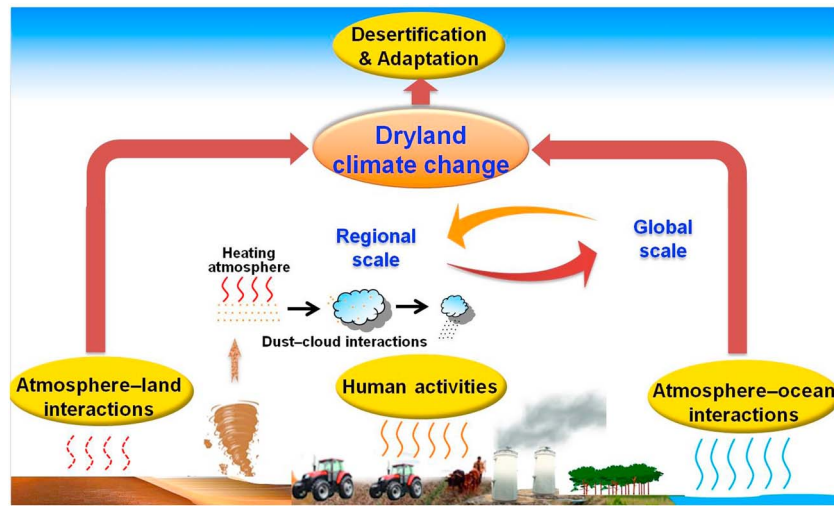 Desertification
& Adaptation
Dryland
climate change
Regional
scale
Global
scale
Heating
atmosphere
Dust–cloud interactions
Atmosphere–land
interactions
Human activities
Atmosphere–ocean
interactions